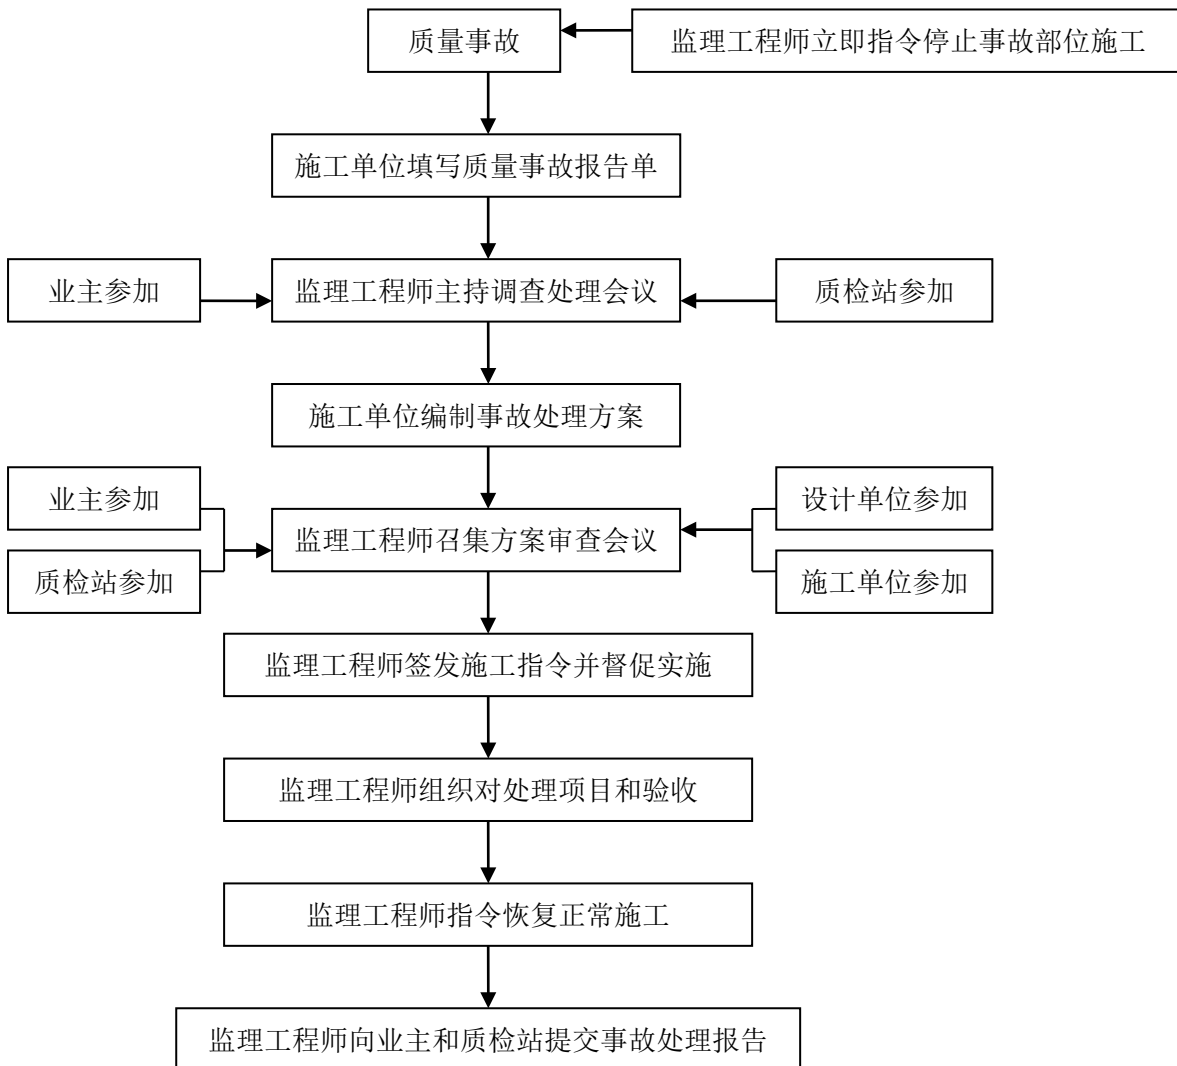 质量事故
监理工程师立即指令停止事故部位施工
施工单位填写质量事故报告单
业主参加
监理工程师主持调查处理会议
质检站参加
施工单位编制事故处理方案
业主参加
设计单位参加
监理工程师召集方案审查会议
质检站参加
施工单位参加
监理工程师签发施工指令并督促实施
监理工程师组织对处理项目和验收
监理工程师指令恢复正常施工
监理工程师向业主和质检站提交事故处理报告